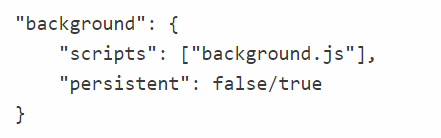 "background": {
    "scripts": ["background.js"],
    "persistent": false/true
}